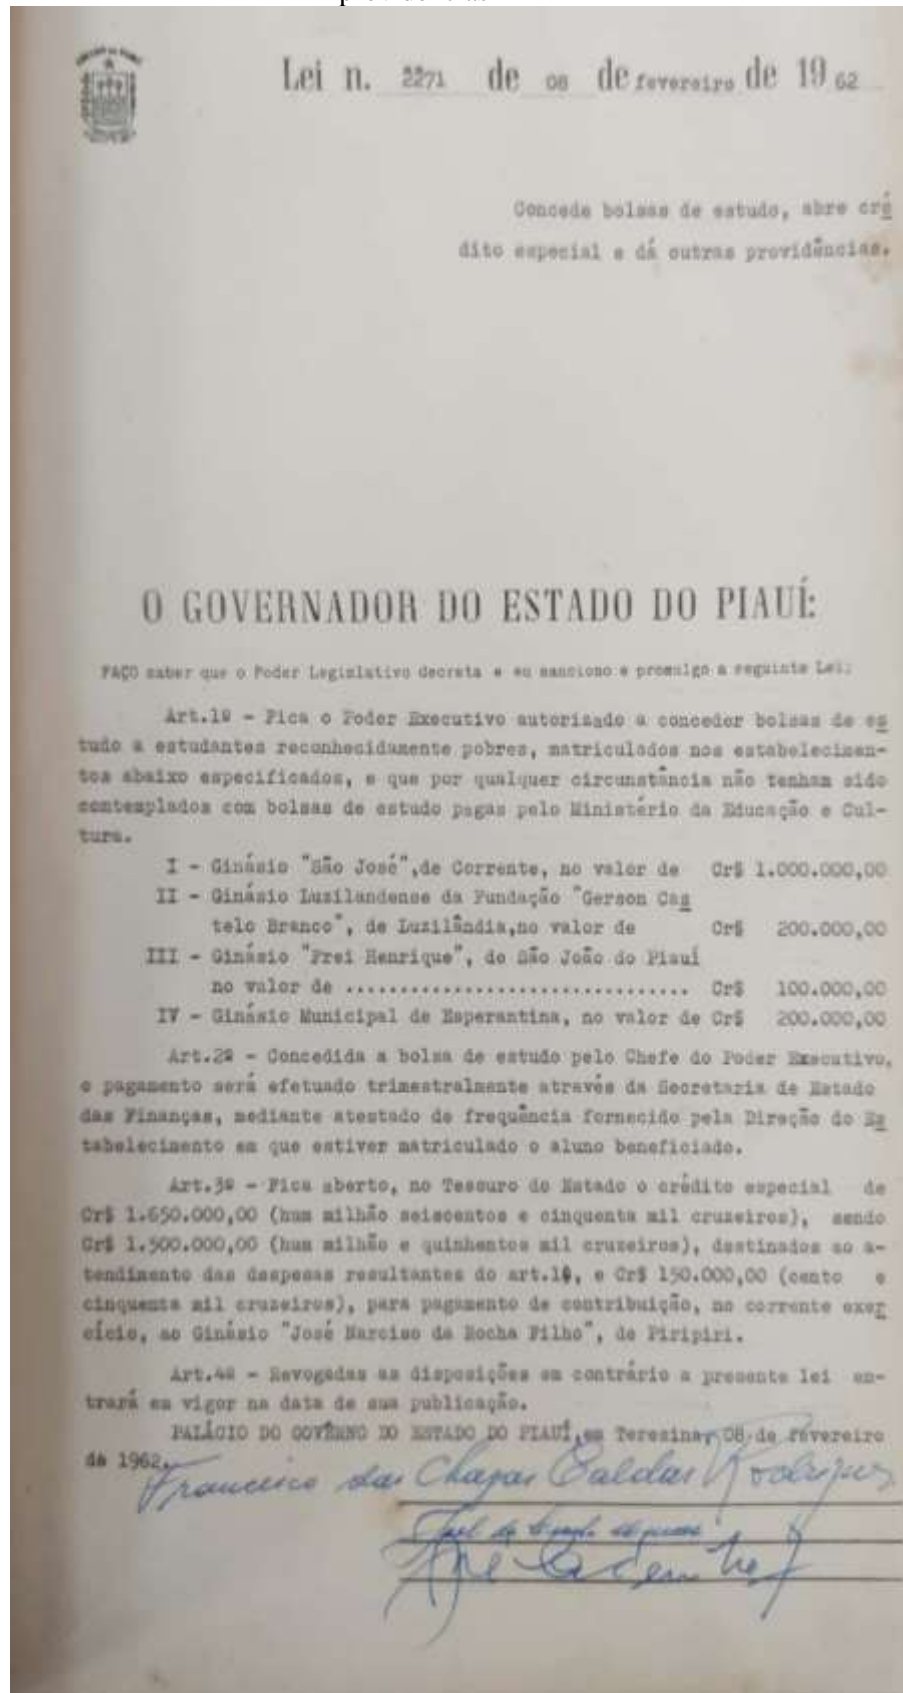 Lei n. 2271 de 08 de fevereiro de 19 62
Concede bolsas de estudo, abre cré
dito especial e dá outras providências.
O GOVERNADOR DO ESTADO DO PIAUÍ:
FAÇO saber que o Poder Legislativo decreta e eu sanciono e promulgo a seguinte Lei:
Art.1º - Fica o Poder Executivo autorizado a conceder bolsas de es
tudo a estudantes reconhecidamente pobres, matriculados nos estabelecimen-
tos abaixo especificados, e que por qualquer circunstância não tenham sido
contemplados com bolsas de estudo pagas pelo Ministério da Educação e Cul-
tura.
I - Ginásio "São José",de Corrente, no valor de Cr$ 1.000.000,00
II - Ginásio Luzilandense da Fundação "Gerson Cas
telo Branco", de Luzilândia,no valor de Cr$ 200.000,00
III - Ginásio "Frei Henrique", de São João do Piauí
no valor de ................................ Cr$ 100.000,00
IV - Ginásio Municipal de Esperantina, no valor de Cr$ 200.000,00
Art.2º - Concedida a bolsa de estudo pelo Chefe do Poder Executivo,
o pagamento será efetuado trimestralmente através da Secretaria de Estado
das Finanças, mediante atestado de frequência fornecido pela Direção do Es
tabelecimento em que estiver matriculado o aluno beneficiado.
Art.3º - Fica aberto, no Tesouro do Estado o crédito especial de
Cr$ 1.650.000,00 (hum milhão seiscentos e cinquenta mil cruzeiros), sendo
Cr$ 1.500.000,00 (hum milhão e quinhentos mil cruzeiros), destinados ao a-
tendimento das despesas resultantes do art.1º, e Cr$ 150.000,00 (cento e
cinquenta mil cruzeiros), para pagamento de contribuição, no corrente exer
cício, ao Ginásio "José Narciso da Rocha Filho", de Piripiri.
Art.4º - Revogadas as disposições em contrário a presente lei en-
trará em vigor na data de sua publicação.
PALÁCIO DO GOVÊRNO DO ESTADO DO PIAUÍ,em Teresina, 08 de fevereiro
de 1962.
Francisco das Chagas Caldas Rodrigues